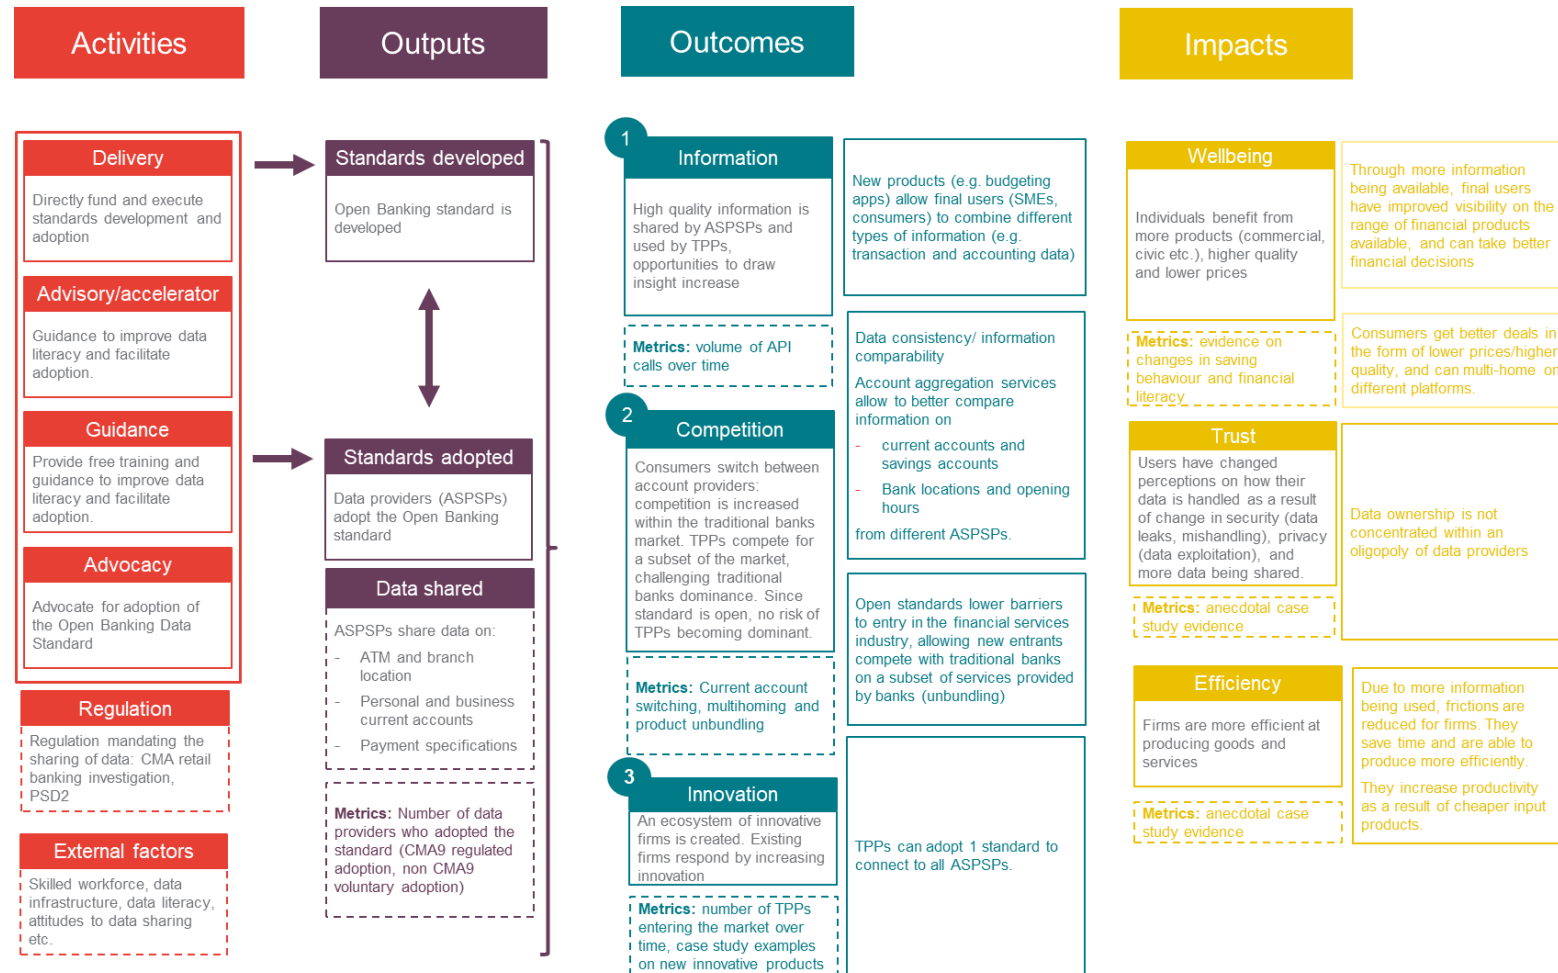 Activities
Outputs
Outcomes
Impacts
Delivery
Directly fund and execute
standards development and
adoption
Advisory/accelerator
Guidance to improve data
literacy and facilitate
adoption.
Guidance
Provide free training and
guidance to improve data
literacy and facilitate
adoption.
Advocacy
Advocate for adoption of
the Open Banking Data
Standard
Regulation
Regulation mandating the
sharing of data: CMA retail
banking investigation,
PSD2
External factors
Skilled workforce, data
infrastructure, data literacy,
attitudes to data sharing
etc.
Standards developed
Open Banking standard is
developed
Standards adopted
Data providers (ASPSPs)
adopt the Open Banking
standard
Data shared
ASPSPs share data on:
- ATM and branch
location
- Personal and business
current accounts
- Payment specifications
Metrics: Number of data
providers who adopted the
standard (CMA9 regulated
adoption, non CMA9
voluntary adoption)
1
Information
High quality information is
shared by ASPSPs and
used by TPPs,
opportunities to draw
insight increase
Metrics: volume of API
calls over time
2
Competition
Consumers switch between
account providers:
competition is increased
within the traditional banks
market. TPPs compete for
a subset of the market,
challenging traditional
banks dominance. Since
standard is open, no risk of
TPPs becoming dominant.
Metrics: Current account
switching, multihoming and
product unbundling
3
Innovation
An ecosystem of innovative
firms is created. Existing
firms respond by increasing
innovation
Metrics: number of TPPs
entering the market over
time, case study examples
on new innovative products
New products (e.g. budgeting
apps) allow final users (SMEs,
consumers) to combine different
types of information (e.g.
transaction and accounting data)
Data consistency/ information
comparability
Account aggregation services
allow to better compare
information on
- current accounts and
savings accounts
- Bank locations and opening
hours
from different ASPSPs.
Open standards lower barriers
to entry in the financial services
industry, allowing new entrants
compete with traditional banks
on a subset of services provided
by banks (unbundling)
TPPs can adopt 1 standard to
connect to all ASPSPs.
Wellbeing
Individuals benefit from
more products (commercial,
civic etc.), higher quality
and lower prices
Metrics: evidence on
changes in saving
behaviour and financial
literacy
Trust
Users have changed
perceptions on how their
data is handled as a result
of change in security (data
leaks, mishandling), privacy
(data exploitation), and
more data being shared.
Metrics: anecdotal case
study evidence
Efficiency
Firms are more efficient at
producing goods and
services
Metrics: anecdotal case
study evidence
Through more information
being available, final users
have improved visibility on the
range of financial products
available, and can take better
financial decisions
Consumers get better deals in
the form of lower prices/higher
quality, and can multi-home on
different platforms.
Data ownership is not
concentrated within an
oligopoly of data providers
Due to more information
being used, frictions are
reduced for firms. They
save time and are able to
produce more efficiently.
They increase productivity
as a result of cheaper input
products.